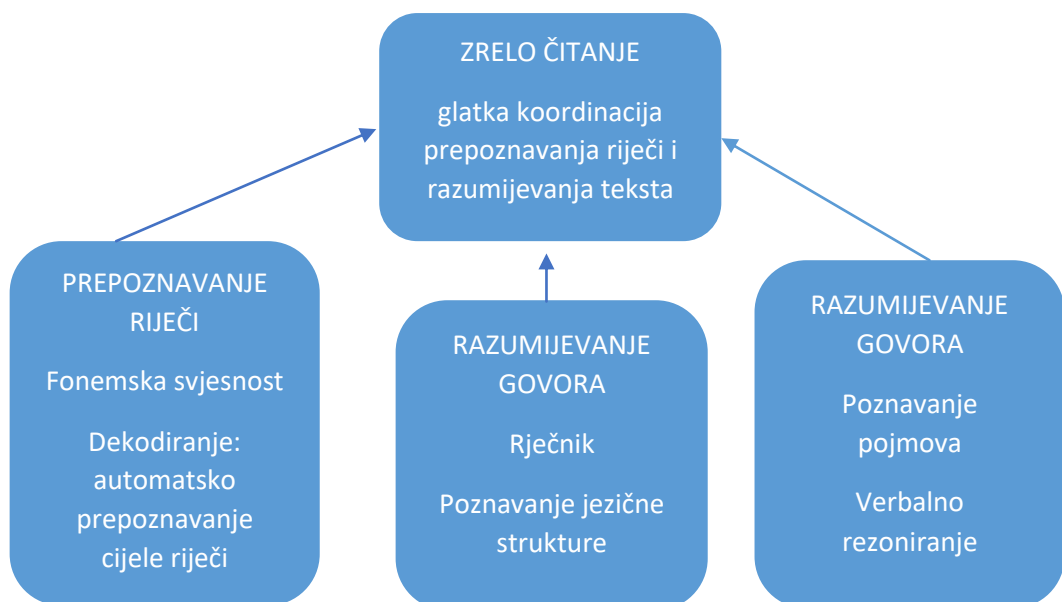 ZRELO ČITANJE
glatka koordinacija
prepoznavanja riječi i
razumijevanja teksta
PREPOZNAVANJE
RIJEČI
Fonemska svjesnost
Dekodiranje:
automatsko
prepoznavanje
cijele riječi
RAZUMIJEVANJE
GOVORA
Rječnik
Poznavanje jezične
strukture
RAZUMIJEVANJE
GOVORA
Poznavanje
pojmova
Verbalno
rezoniranje